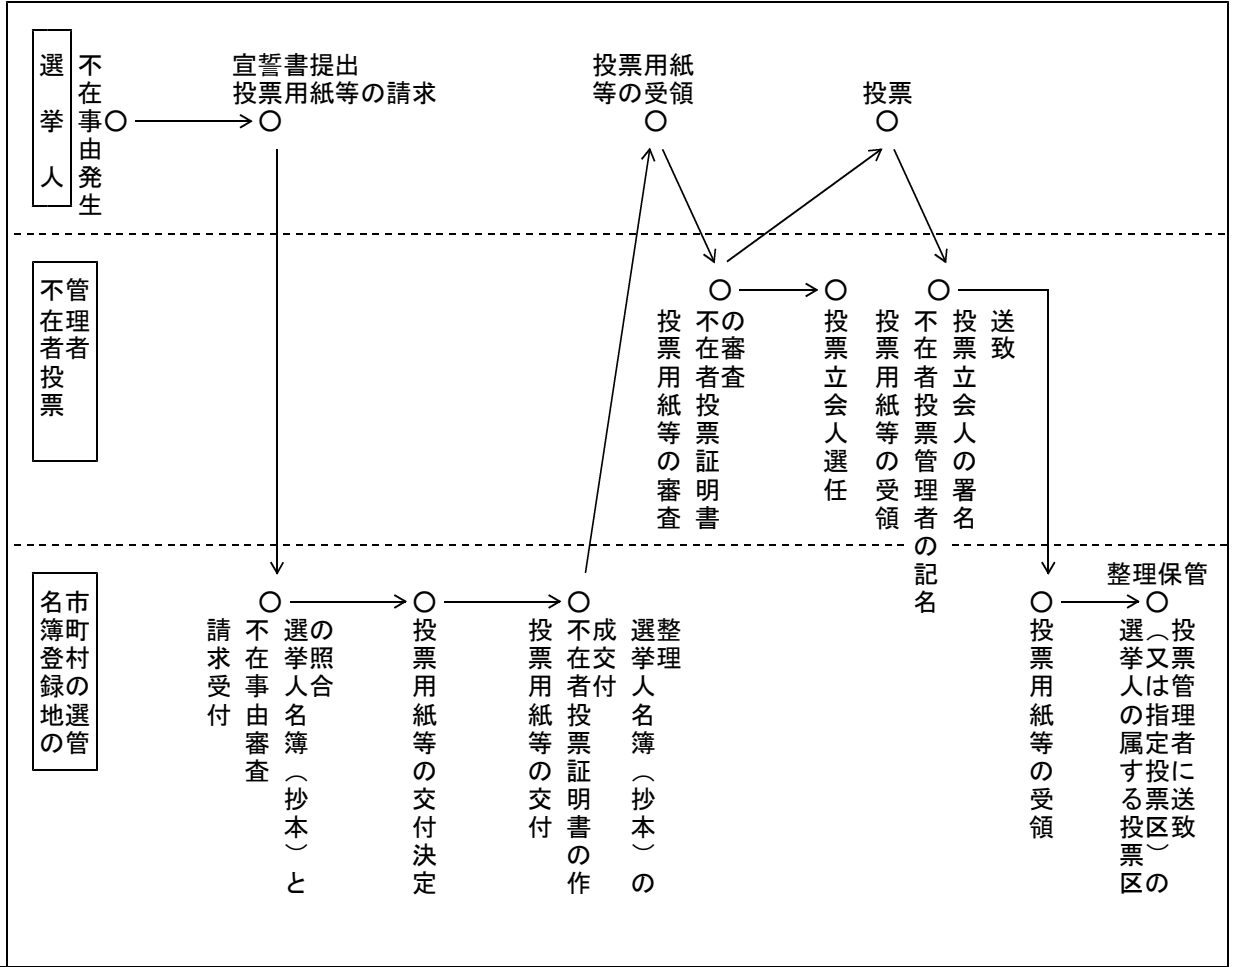 選挙人
不在事由発生
宣誓書提出
投票用紙等の請求
投票用紙
等の受領
投票
不在者投票
管理者
投票用紙等の審査
不在者投票証明書
の審査
投票立会人選任
投票用紙等の受領
不在者投票管理者の記名
投票立会人の署名
送致
名簿登録地の
市町村の選管
請求受付
不在事由審査
選挙人名簿（抄本）と
の照合
投票用紙等の交付決定
投票用紙等の交付
不在者投票証明書の作
成交付
選挙人名簿（抄本）の
整理
投票用紙等の受領
整理保管
選挙人の属する投票区
（又は指定投票区）の
投票管理者に送致